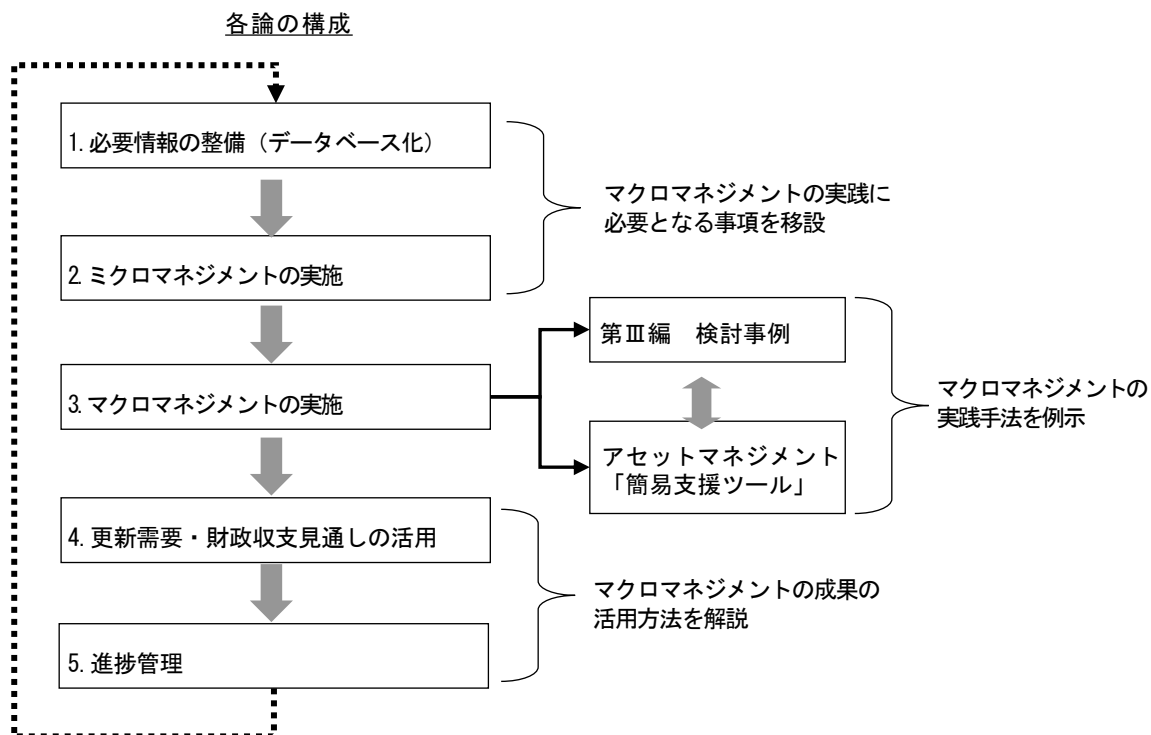 各論の構成
1.必要情報の整備（データベース化）
マクロマネジメントの実践に
必要となる事項を移設
2.ミクロマネジメントの実施
第Ⅲ編　検討事例
3.マクロマネジメントの実施
マクロマネジメントの
実践手法を例示
アセットマネジメント
「簡易支援ツール」
4.更新需要・財政収支見通しの活用
マクロマネジメントの成果の
活用方法を解説
5.進捗管理